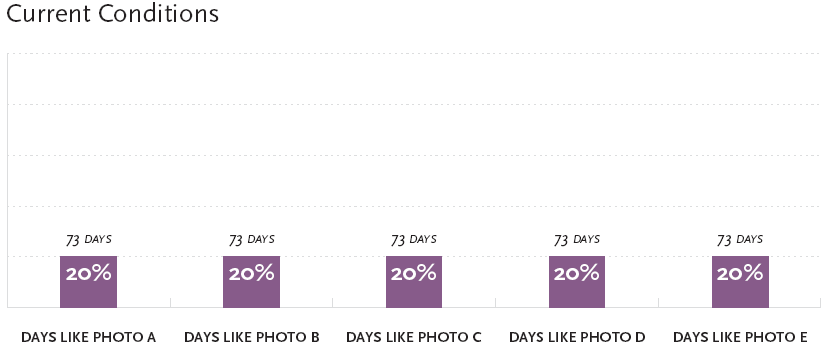 Current Conditions
73 DAYS 73 DAYS 73 DAYS 73 DAYS 73 DAYS
20% 20% 20% 20% 20%
DAYS LIKE PHOTO A DAYS LIKE PHOTO B DAYS LIKE PHOTO C DAYS LIKE PHOTO D DAYS LIKE PHOTO E